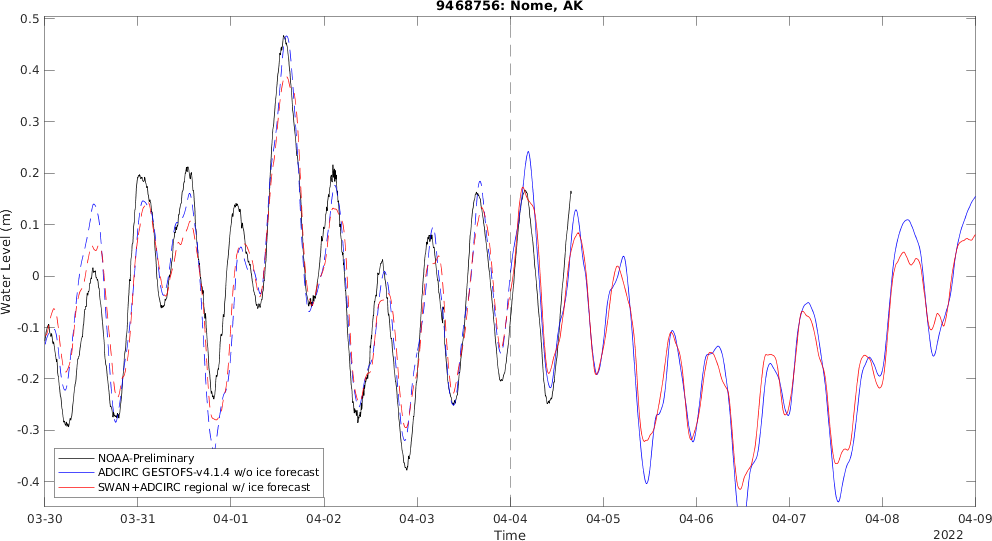 9468756: Nome, AK
0.5
0.4
0.3
0.2
0.1
0
-0.1
-0.2
-0.3
-0.4
Water Level (m)
NOAA-Preliminary
ADCIRC GESTOFS-v4.1.4 w/o ice forecast
SWAN+ADCIRC regional w/ ice forecast
03-30 03-31 04-01 04-02 04-03 04-04 04-05 04-06 04-07 04-08 04-09
Time
2022